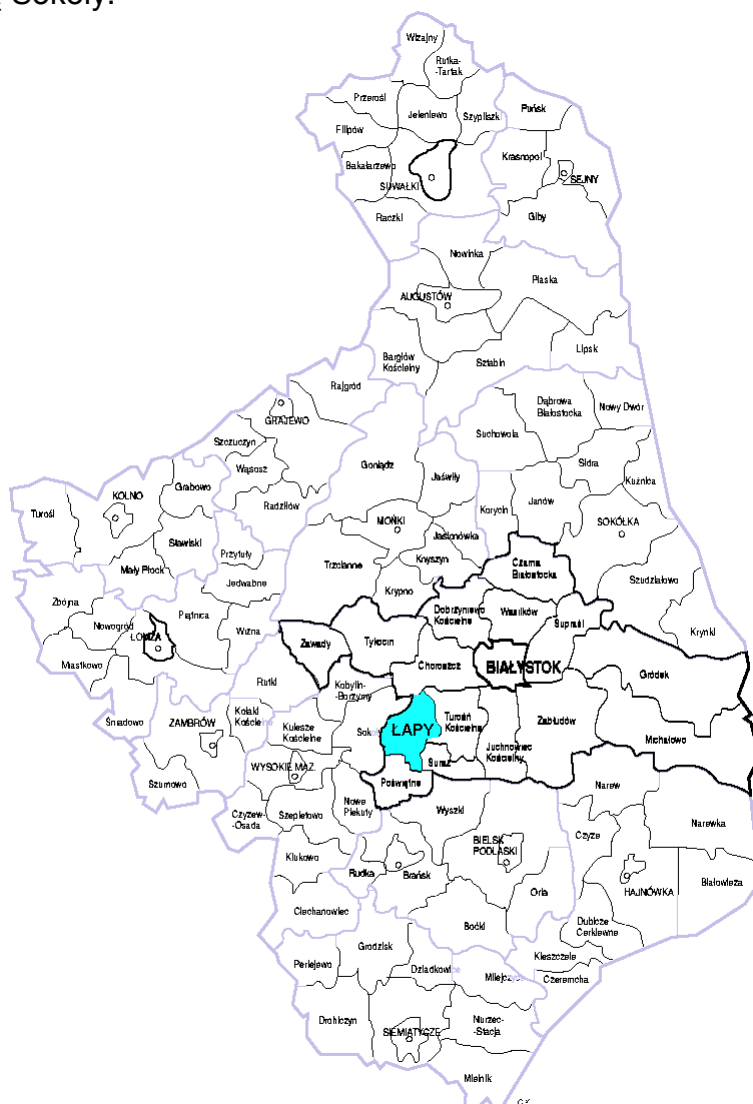 Sokoły.
Wizajny
Rutka-
-Tartak
Przerośl
Jeleniewo
Szypliszk
Puńsk
Filipów
Krasnopol
Bakałarzewo
SUWAŁKI
SEJNY
Raczki
Giby
Nowinka
Płaska
AUGUSTÓW
Bargłów
Kościelny
Sztabin
Lipsk
Rajgród
Dąbrowa
Białostocka
Nowy Dwór
GRAJEWO
Suchowola
Szczuczyn
Sidra
Wąsosz
Goniądz
Jaświły
Kuźnica
Grabowo
Turośl
KOLNO
Radziłów
Korycin
Janów
SOKÓŁKA
MOŃKI
Jasionówka
Stawiski
Przytuły
Knyszyn
Czarna
Białostocka
Mały Płock
Trzcianne
Jedwabne
Krypno
Szudziałowo
Zbójna
Piątnica
Dobrzyniewo
Kościelne
Wasilków
Nowogród
Supraśl
ŁOMŻA
Wizna
Zawady
Tykocin
Krynki
Miastkowo
Choroszcz
BIAŁYSTOK
Gródek
Rutki
Kobylin-
-Borzymy
Śniadowo
ZAMBRÓW
Kołaki
Kościelne
Kulesze
Kościelne
Soko
ŁAPY
Turośń
Kościelna
Zabłudów
Michałowo
Juchnowiec
Kościelny
WYSOKIE MAZ.
Suraż
Szumowo
Poświętne
Narew
Czyżew-
-Osada
Szepietowo
Nowe
Piekuty
Wyszki
Narewka
Czyże
BIELSK
PODLASKI
Klukowo
Rudka
Brańsk
Białowieża
Orla
HAJNÓWKA
Ciechanowiec
Boćki
Dubicze
Cerkiewne
Grodzisk
Kleszczele
Perlejewo
Dziadkowice
Milejczyce
Czeremcha
Drohiczyn
SIEMIATYCZE
Nurzec-
-Stacja
Mielnik